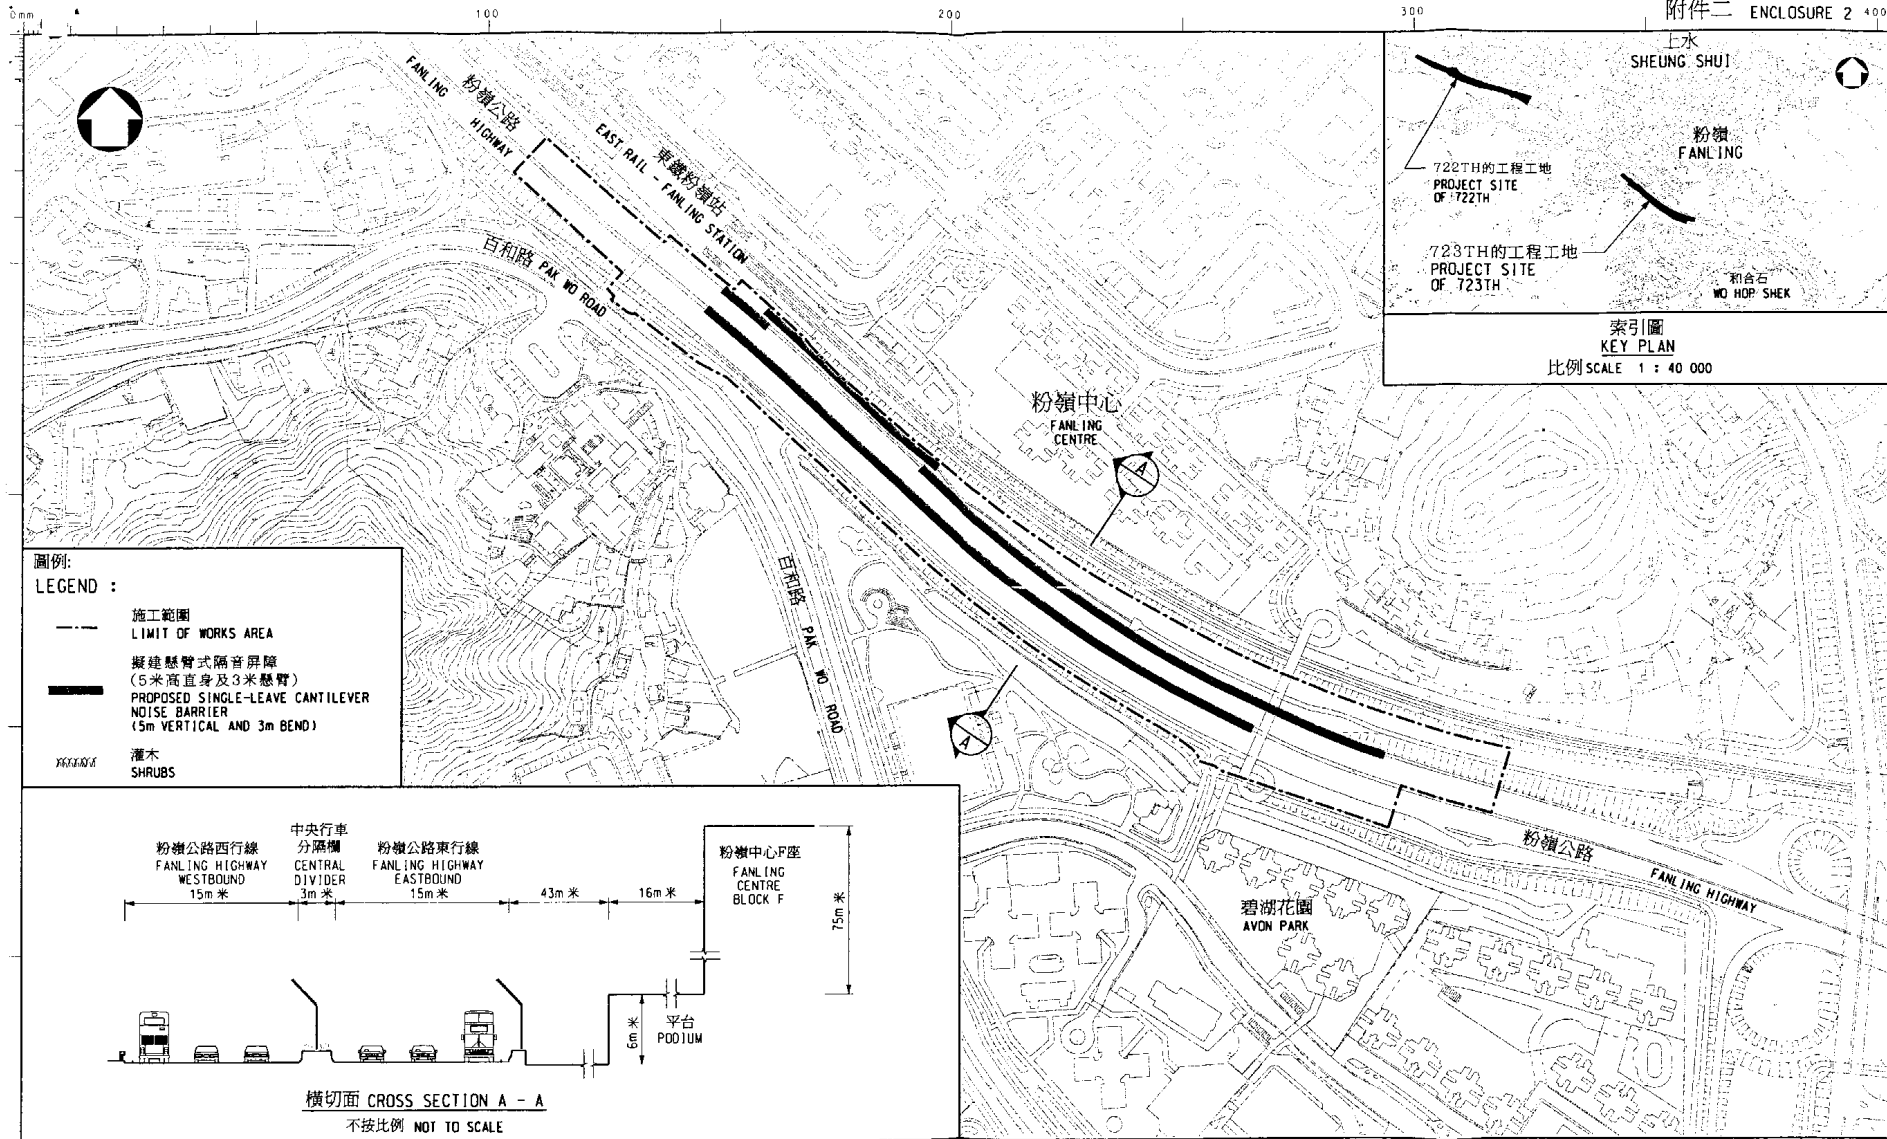 0mm
100
200
300
400
附件二 ENCLOSURE 2
上水
SHEUNG SHUI
722TH的工程工地
PROJECT SITE
OF 722TH
粉嶺
FANLING
723TH的工程工地
PROJECT SITE
OF 723TH
和合石
WO HOP SHEK
索引圖
KEY PLAN
比例 SCALE 1 : 40 000
粉嶺公路
FANLING HIGHWAY
東鐵粉嶺站
EAST RAIL - FANLING STATION
百和路 PAK WO ROAD
粉嶺中心
FANLING
CENTRE
A
百和路 PAK WO ROAD
A
粉嶺公路
FANLING HIGHWAY
碧湖花園
AVON PARK
圖例:
LEGEND :
施工範圍
LIMIT OF WORKS AREA
擬建懸臂式隔音屏障
(5米高直身及3米懸臂)
PROPOSED SINGLE-LEAVE CANTILEVER
NOISE BARRIER
(5m VERTICAL AND 3m BEND)
灌木
SHRUBS
粉嶺公路西行線
FANLING HIGHWAY
WESTBOUND
15m 米
中央行車
分隔欄
CENTRAL
DIVIDER
3m 米
粉嶺公路東行線
FANLING HIGHWAY
EASTBOUND
15m 米
43m 米
16m 米
粉嶺中心F座
FANLING
CENTRE
BLOCK F
75m 米
6m 米
平台
PODIUM
橫切面 CROSS SECTION A - A
不按比例 NOT TO SCALE